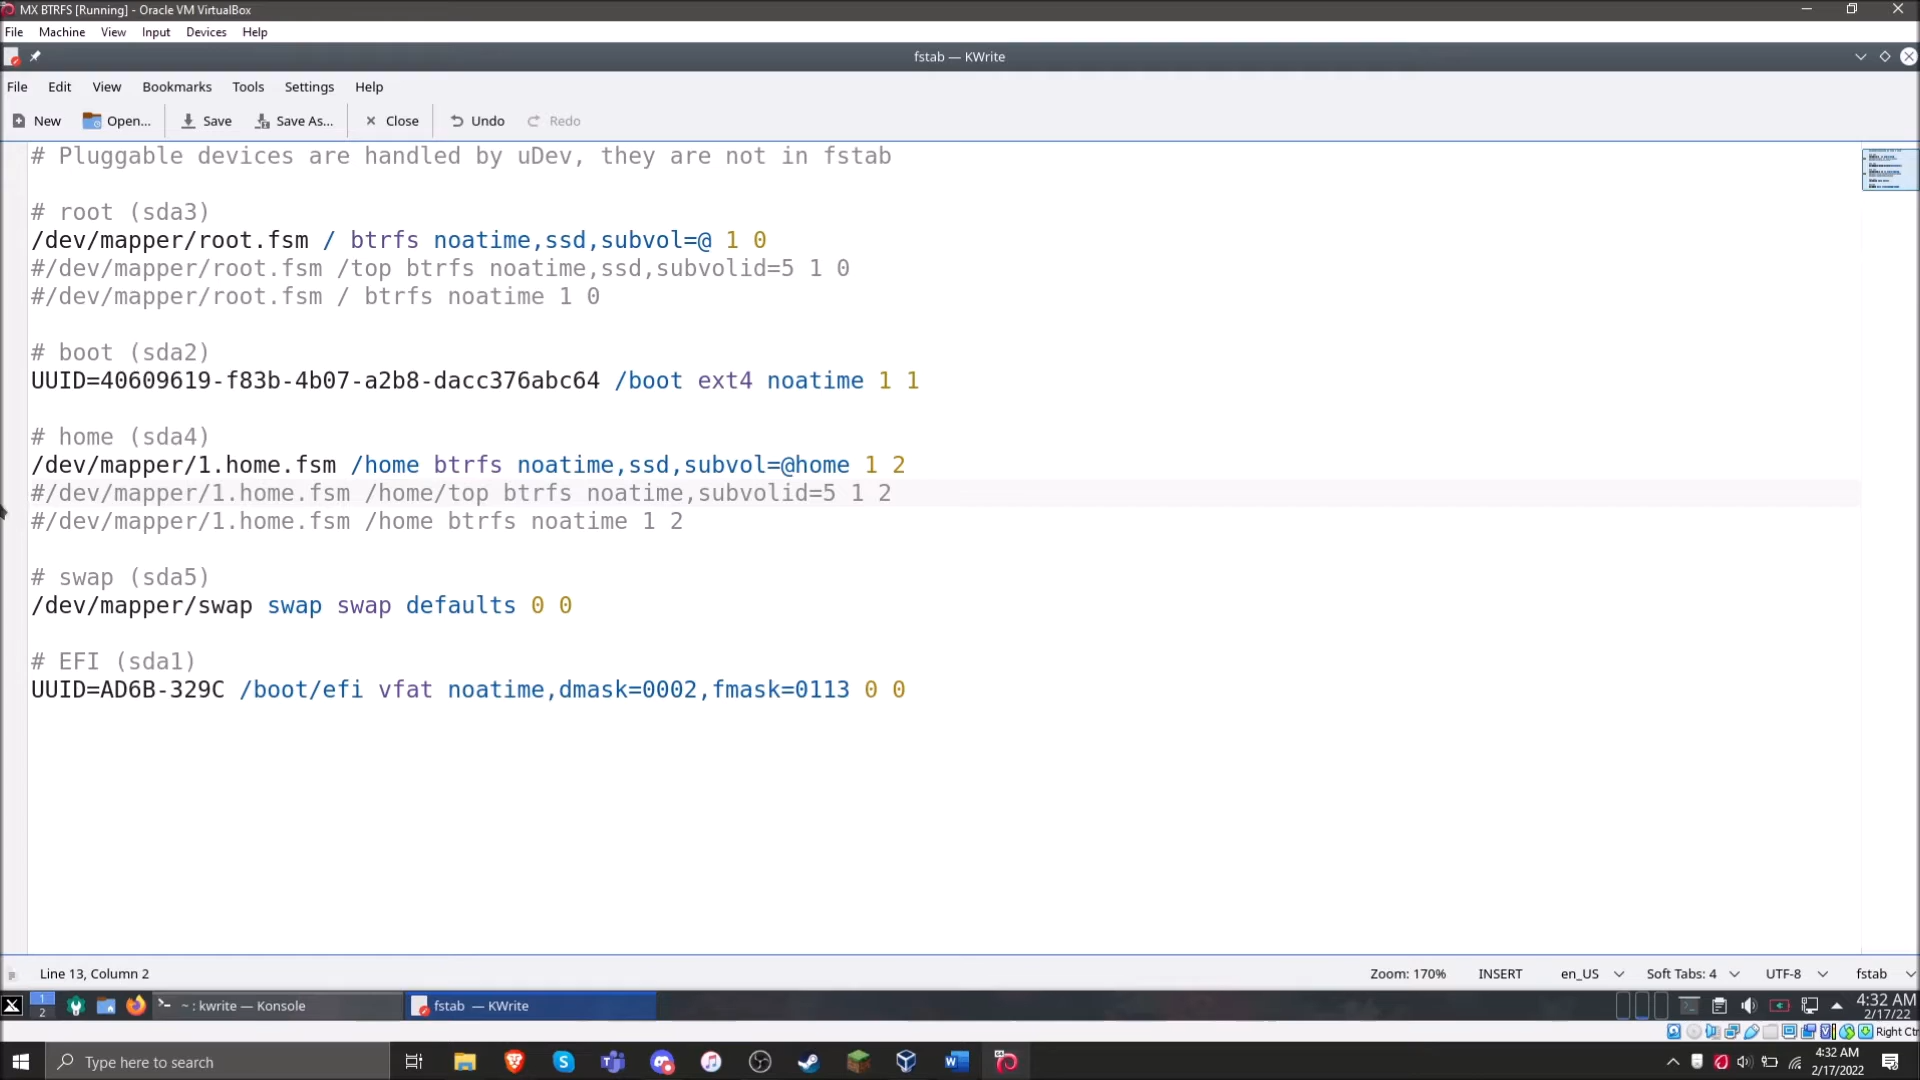 MX BTRFS [Running] - Oracle VM VirtualBox
File Machine View Input Devices Help
fstab — KWrite
File Edit View Bookmarks Tools Settings Help
New Open... Save Save As... Close Undo Redo
# Pluggable devices are handled by uDev, they are not in fstab
# root (sda3)
/dev/mapper/root.fsm / btrfs noatime,ssd,subvol=@ 1 0
#/dev/mapper/root.fsm /top btrfs noatime,ssd,subvolid=5 1 0
#/dev/mapper/root.fsm / btrfs noatime 1 0
# boot (sda2)
UUID=40609619-f83b-4b07-a2b8-dacc376abc64 /boot ext4 noatime 1 1
# home (sda4)
/dev/mapper/1.home.fsm /home btrfs noatime,ssd,subvol=@home 1 2
#/dev/mapper/1.home.fsm /home/top btrfs noatime,subvolid=5 1 2
#/dev/mapper/1.home.fsm /home btrfs noatime 1 2
# swap (sda5)
/dev/mapper/swap swap swap defaults 0 0
# EFI (sda1)
UUID=AD6B-329C /boot/efi vfat noatime,dmask=0002,fmask=0113 0 0
Line 13, Column 2 Zoom: 170% INSERT en_US Soft Tabs: 4 UTF-8 fstab
1
2
~ : kwrite — Konsole fstab — KWrite 4:32 AM
2/17/22
Right Ctrl
Type here to search 4:32 AM
2/17/2022